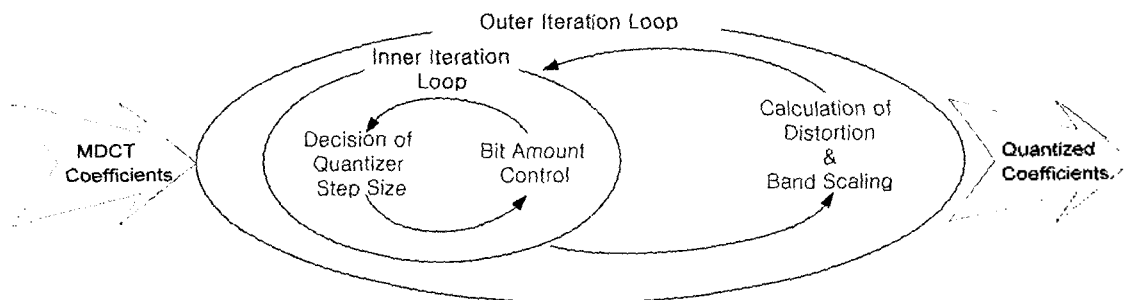 Outer Iteration Loop
Inner Iteration
Loop
MDCT
Coefficients
Decision of
Quantizer
Step Size
Bit Amount
Control
Calculation of
Distortion
&
Band Scaling
Quantized
Coefficients